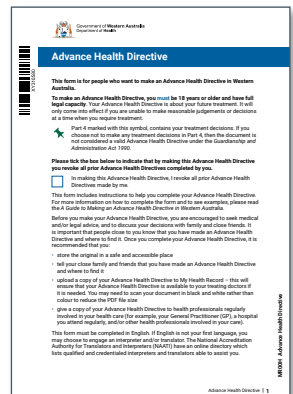 Government of Western Australia
Department of Health
Advance Health Directive
This form is for people who want to make an Advance Health Directive in Western
Australia.
To make an Advance Health Directive, you must be 18 years or older and have full
legal capacity. Your Advance Health Directive is about your future treatment. It will
only come into effect if you are unable to make reasonable judgements or decisions
at a time when you require treatment.
Part 4 marked with this symbol, contains your treatment decisions. If you
choose not to make any treatment decisions in Part 4, then the document is
not considered a valid Advance Health Directive under the Guardianship and
Administration Act 1990.
Please tick the box below to indicate that by making this Advance Directive
you revoke all prior Advance Directives completed by you.
In making this Advance Directive, I revoke all prior Advance Health
Directives made by me.
This form includes instructions to help you complete your Advance Health Directive.
For more information on how to complete the form and to see examples, please read
the A Guide to Making an Advance Health Directive in Western Australia.
Before you make your Advance Health Directive, you are encouraged to seek medical
and/or legal advice, and to discuss your decisions with family and close friends. It
is important that people close to you know that you have made an Advance Health
Directive and where to find it. Once you complete your Advance Health Directive, it is
recommended that you:
• store the original in a safe and accessible place
• tell your close family and friends that you have made an Advance Health Directive
and where to find it
• upload a copy of your Advance Health Directive to My Health Record – this will
ensure that your Advance Directive is available to your treating doctors if
it is needed. You may need to scan your document in black and white rather than
colour to reduce the PDF file size
• give a copy of your Advance Health Directive to health professionals regularly
involved in your health care (for example, your General Practitioner (GP), a hospital
you attend regularly, and/or other health professionals involved in your care).
This form must be completed in English. If English is not your first language, you
may choose to engage an interpreter and/or translator. The National Accreditation
Authority for Translators and Interpreters (NAATI) have an online directory which
lists qualified and credentialed interpreters and translators able to assist you.
MR00H Advance Health Directive
Advance Health Directive | 1